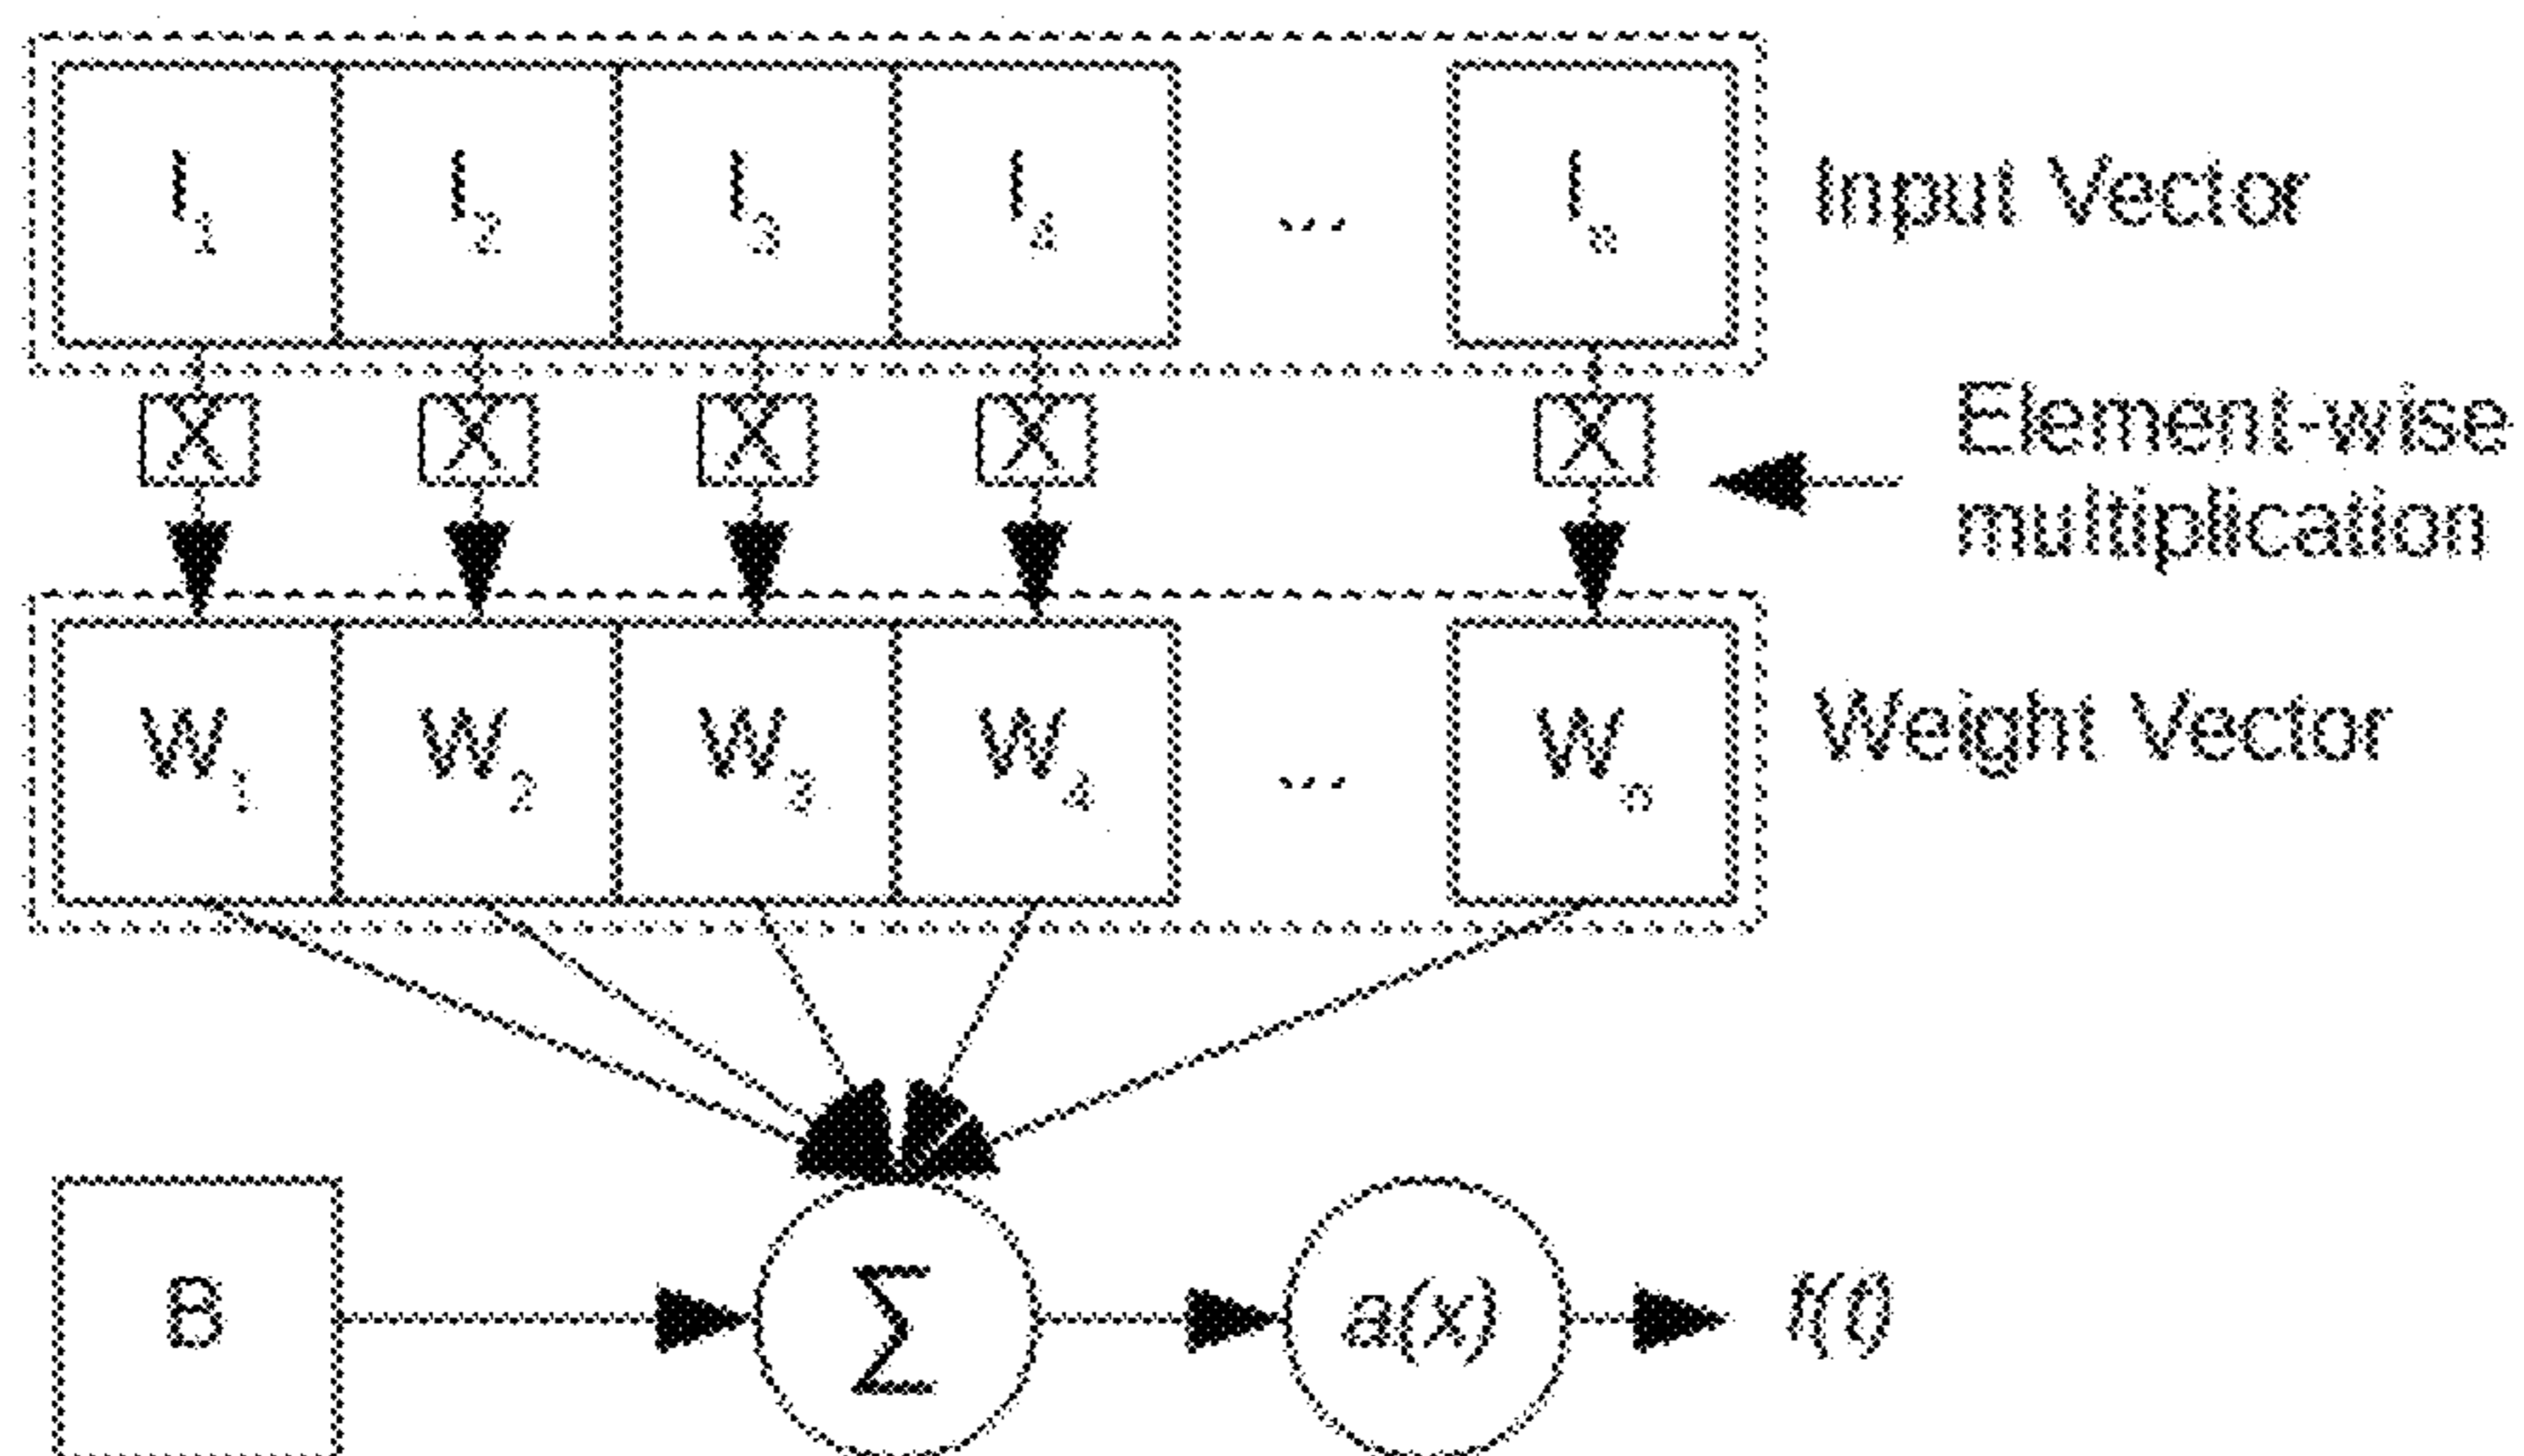 I₁ I₂ I₃ I₄ ... Iₙ Input Vector
X X X X X
Element-wise
multiplication
W₁ W₂ W₃ W₄ ... Wₙ Weight Vector
B ∑ a(x) f(t)